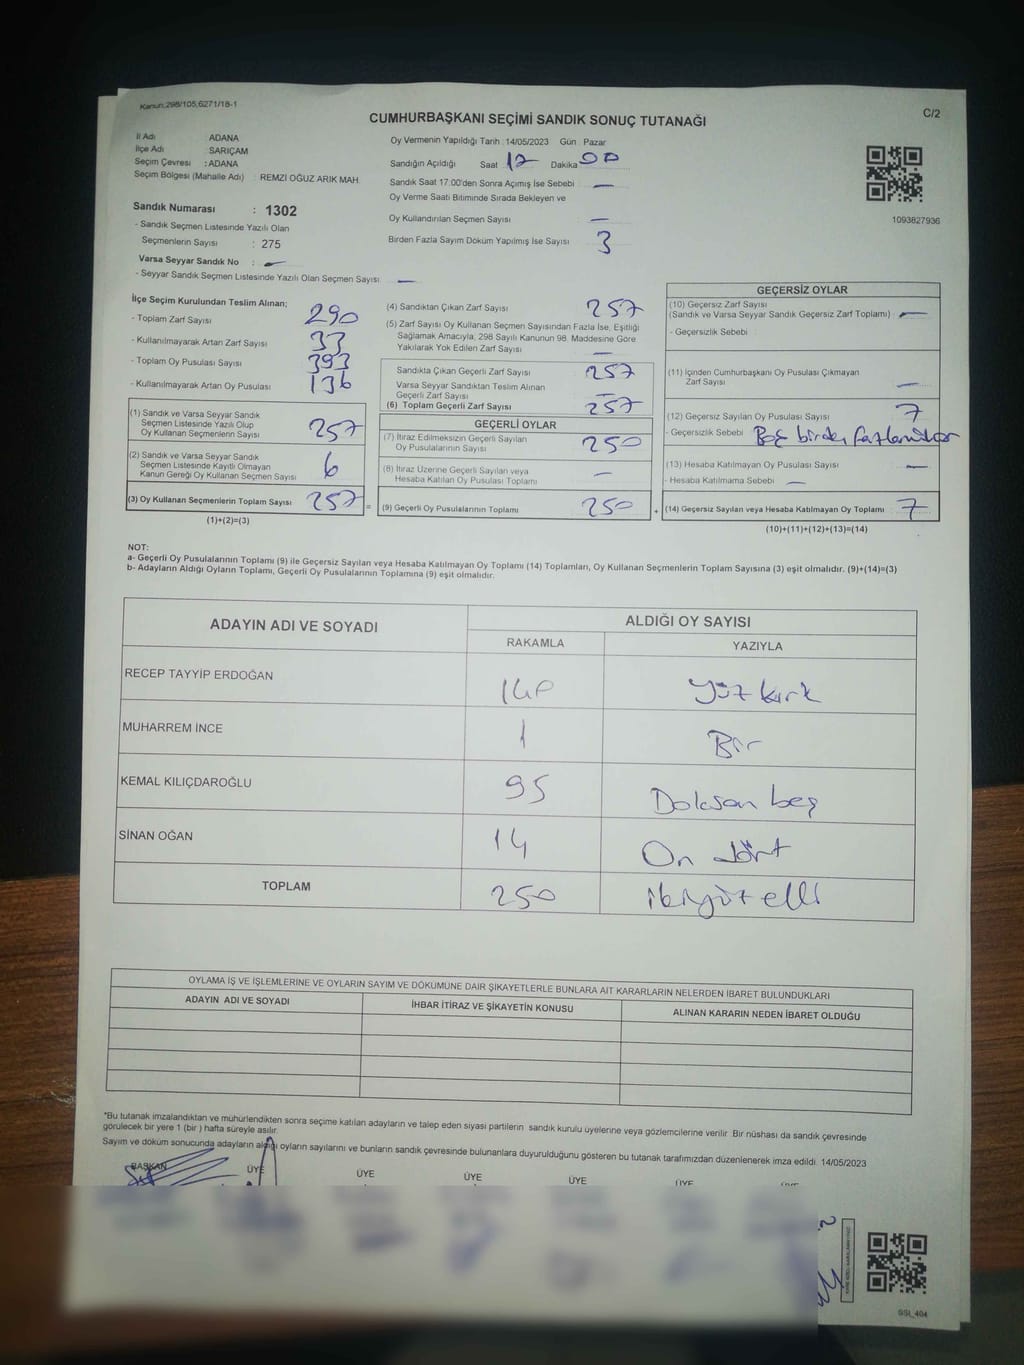 Kanun:298/105,6271/18-1
C/2
CUMHURBAŞKANI SEÇİMİ SANDIK SONUÇ TUTANAĞI
İl Adı ADANA
İlçe Adı : SARIÇAM
Seçim Çevresi : ADANA
Seçim Bölgesi (Mahalle Adı) : REMZI OĞUZ ARIK MAH.
Oy Vermenin Yapıldığı Tarih : 14/05/2023 Gün : Pazar
Sandığın Açıldığı Saat 17 Dakika 00
Sandık Saat 17:00'den Sonra Açımış İse Sebebi : —
Oy Verme Saati Bitiminde Sırada Bekleyen ve
Oy Kullandırılan Seçmen Sayısı —
Birden Fazla Sayım Döküm Yapılmış İse Sayısı 3
1093827936
Sandık Numarası : 1302
- Sandık Seçmen Listesinde Yazılı Olan
Seçmenlerin Sayısı : 275
Varsa Seyyar Sandık No : —
- Seyyar Sandık Seçmen Listesinde Yazılı Olan Seçmen Sayısı : —
İlçe Seçim Kurulundan Teslim Alınan;
- Toplam Zarf Sayısı 290
- Kullanılmayarak Artan Zarf Sayısı 33
- Toplam Oy Pusulası Sayısı 393
- Kullanılmayarak Artan Oy Pusulası 136
(1) Sandık ve Varsa Seyyar Sandık
Seçmen Listesinde Yazılı Olup
Oy Kullanan Seçmenlerin Sayısı 257
(2) Sandık ve Varsa Seyyar Sandık
Seçmen Listesinde Kayıtlı Olmayan
Kanun Gereği Oy Kullanan Seçmen Sayısı 6
(3) Oy Kullanan Seçmenlerin Toplam Sayısı 257 =
(1)+(2)=(3)
(4) Sandıktan Çıkan Zarf Sayısı 257
(5) Zarf Sayısı Oy Kullanan Seçmen Sayısından Fazla İse, Eşitliği
Sağlamak Amacıyla, 298 Sayılı Kanunun 98. Maddesine Göre
Yakılarak Yok Edilen Zarf Sayısı —
Sandıkta Çıkan Geçerli Zarf Sayısı 257
Varsa Seyyar Sandıktan Teslim Alınan
Geçerli Zarf Sayısı —
(6) Toplam Geçerli Zarf Sayısı 257
GEÇERLİ OYLAR
(7) İtiraz Edilmeksizin Geçerli Sayılan
Oy Pusulalarının Sayısı 250
(8) İtiraz Üzerine Geçerli Sayılan veya
Hesaba Katılan Oy Pusulası Toplamı —
(9) Geçerli Oy Pusulalarının Toplamı 250 +
GEÇERSİZ OYLAR
(10) Geçersiz Zarf Sayısı
(Sandık ve Varsa Seyyar Sandık Geçersiz Zarf Toplamı) : —
- Geçersizlik Sebebi
(11) İçinden Cumhurbaşkanı Oy Pusulası Çıkmayan
Zarf Sayısı —
(12) Geçersiz Sayılan Oy Pusulası Sayısı 7
- Geçersizlik Sebebi
(13) Hesaba Katılmayan Oy Pusulası Sayısı —
- Hesaba Katılmama Sebebi —
(14) Geçersiz Sayılan veya Hesaba Katılmayan Oy Toplamı 7
(10)+(11)+(12)+(13)=(14)
NOT:
a- Geçerli Oy Pusulalarının Toplamı (9) ile Geçersiz Sayılan veya Hesaba Katılmayan Oy Toplamı (14) Toplamları, Oy Kullanan Seçmenlerin Toplam Sayısına (3) eşit olmalıdır. (9)+(14)=(3)
b- Adayların Aldığı Oyların Toplamı, Geçerli Oy Pusulalarının Toplamına (9) eşit olmalıdır.
ADAYIN ADI VE SOYADI ALDIĞI OY SAYISI
RAKAMLA YAZIYLA
RECEP TAYYİP ERDOĞAN 140 Yüz kırk
MUHARREM İNCE 1 Bir
KEMAL KILIÇDAROĞLU 95 Doksan beş
SİNAN OĞAN 14 On dört
TOPLAM 250 ikiyüz elli
OYLAMA İŞ VE İŞLEMLERİNE VE OYLARIN SAYIM VE DÖKÜMÜNE DAİR ŞİKAYETLERLE BUNLARA AİT KARARLARIN NELERDEN İBARET BULUNDUKLARI
ADAYIN ADI VE SOYADI İHBAR İTİRAZ VE ŞİKAYETİN KONUSU ALINAN KARARIN NEDEN İBARET OLDUĞU
*Bu tutanak imzalandıktan ve mühürlendikten sonra seçime katılan adayların ve talep eden siyasi partilerin sandık kurulu üyelerine veya gözlemcilerine verilir. Bir nüshası da sandık çevresinde
görülecek bir yere 1 (bir ) hafta süreyle asılır.
Sayım ve döküm sonucunda adayların aldığı oyların sayılarını ve bunların sandık çevresinde bulunanlara duyurulduğunu gösteren bu tutanak tarafımızdan düzenlenerek imza edildi. 14/05/2023
BAŞKAN ÜYE ÜYE ÜYE ÜYE ÜYE
GSI_404